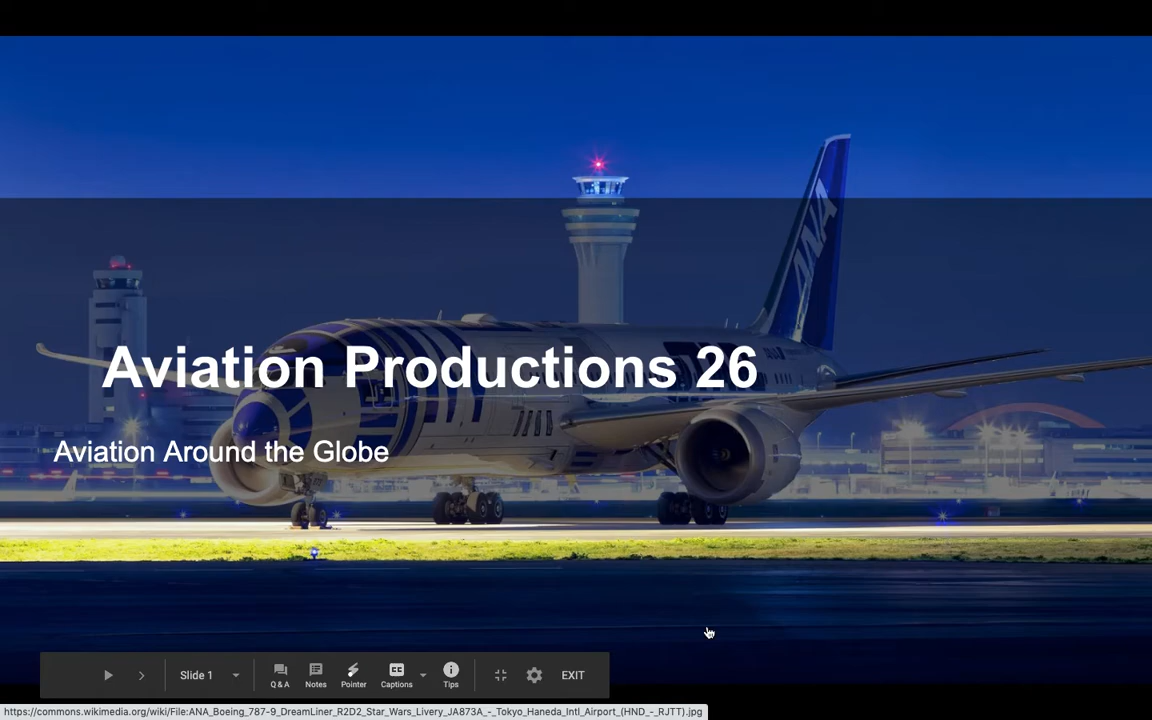 ANA
Aviation Productions 26
Aviation Around the Globe
Slide 1
Q & A
Notes
Pointer
CC
Captions
Tips
EXIT
https://commons.wikimedia.org/wiki/File:ANA_Boeing_787-9_DreamLiner_R2D2_Star_Wars_Livery_JA873A_-_Tokyo_Haneda_Intl_Airport_(HND_-_RJTT).jpg